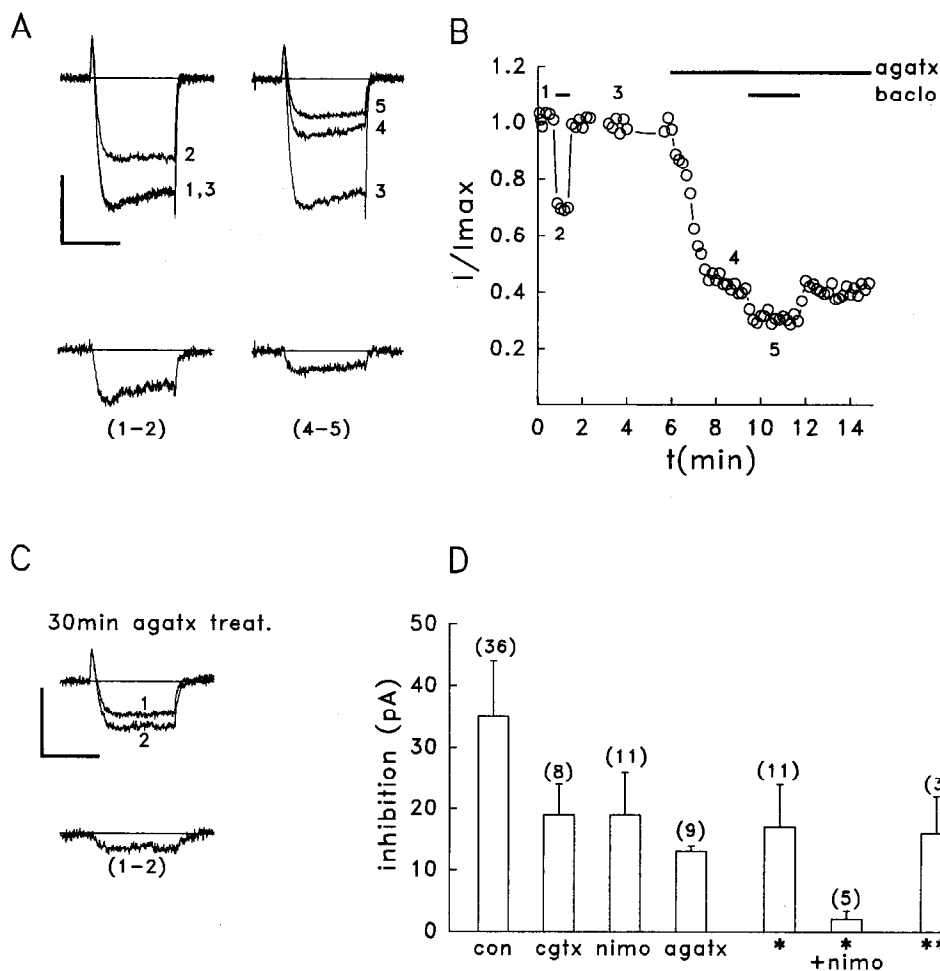 A
2
1,3
5
4
3
(1-2)
(4-5)
B
1.2
1.0
0.8
0.6
0.4
0.2
I/Imax
1
3
2
4
5
agatx
baclo
0 2 4 6 8 10 12 14
t(min)
C
30min agatx treat.
1
2
(1-2)
D
50
40
30
20
10
0
inhibition (pA)
(36)
(8)
(11)
(9)
(11)
(5)
(3
con cgtx nimo agatx * * **
+nimo